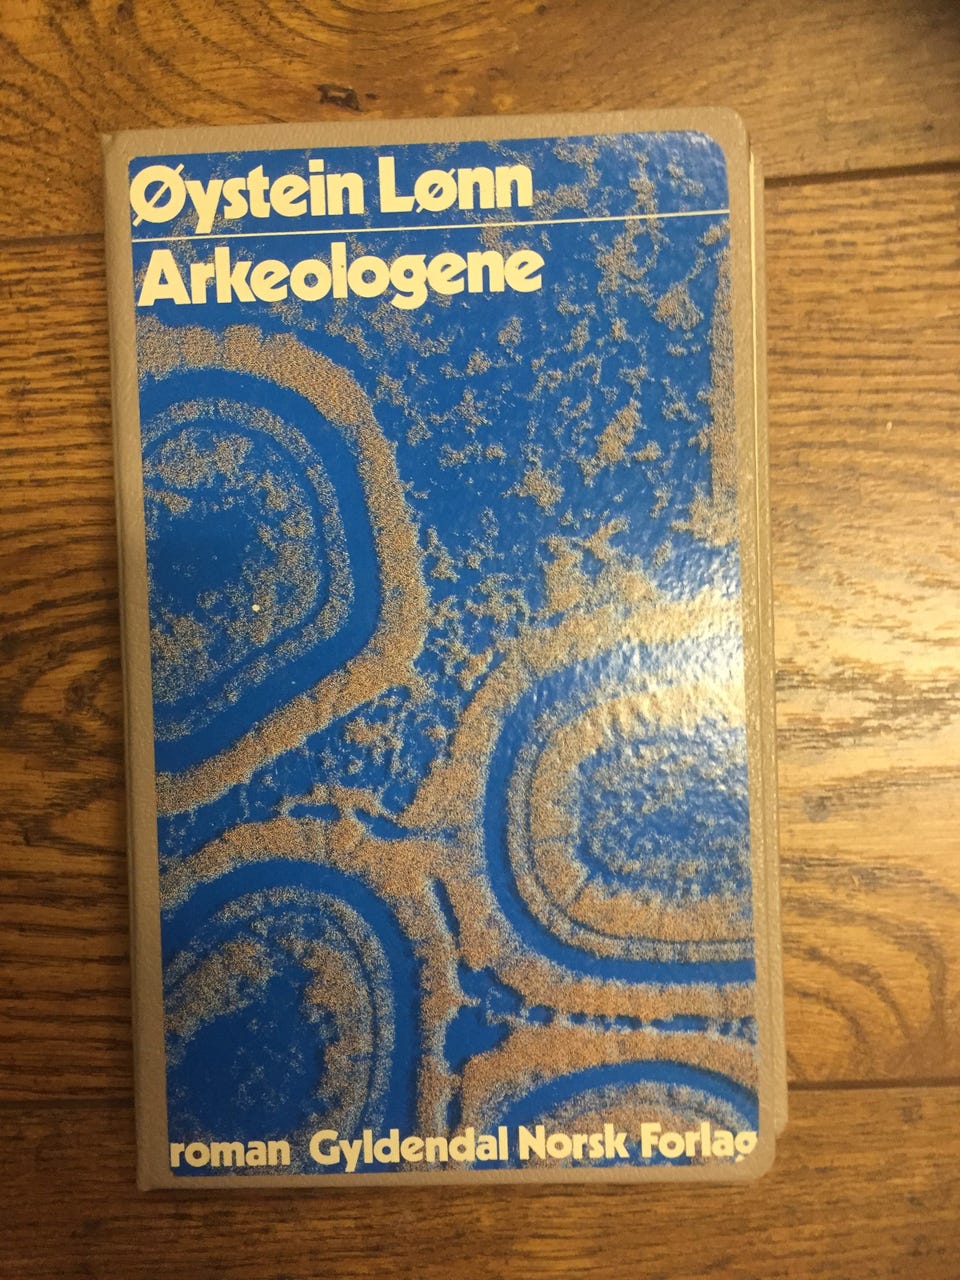 Øystein Lønn
Arkeologene
roman Gyldendal Norsk Forlag